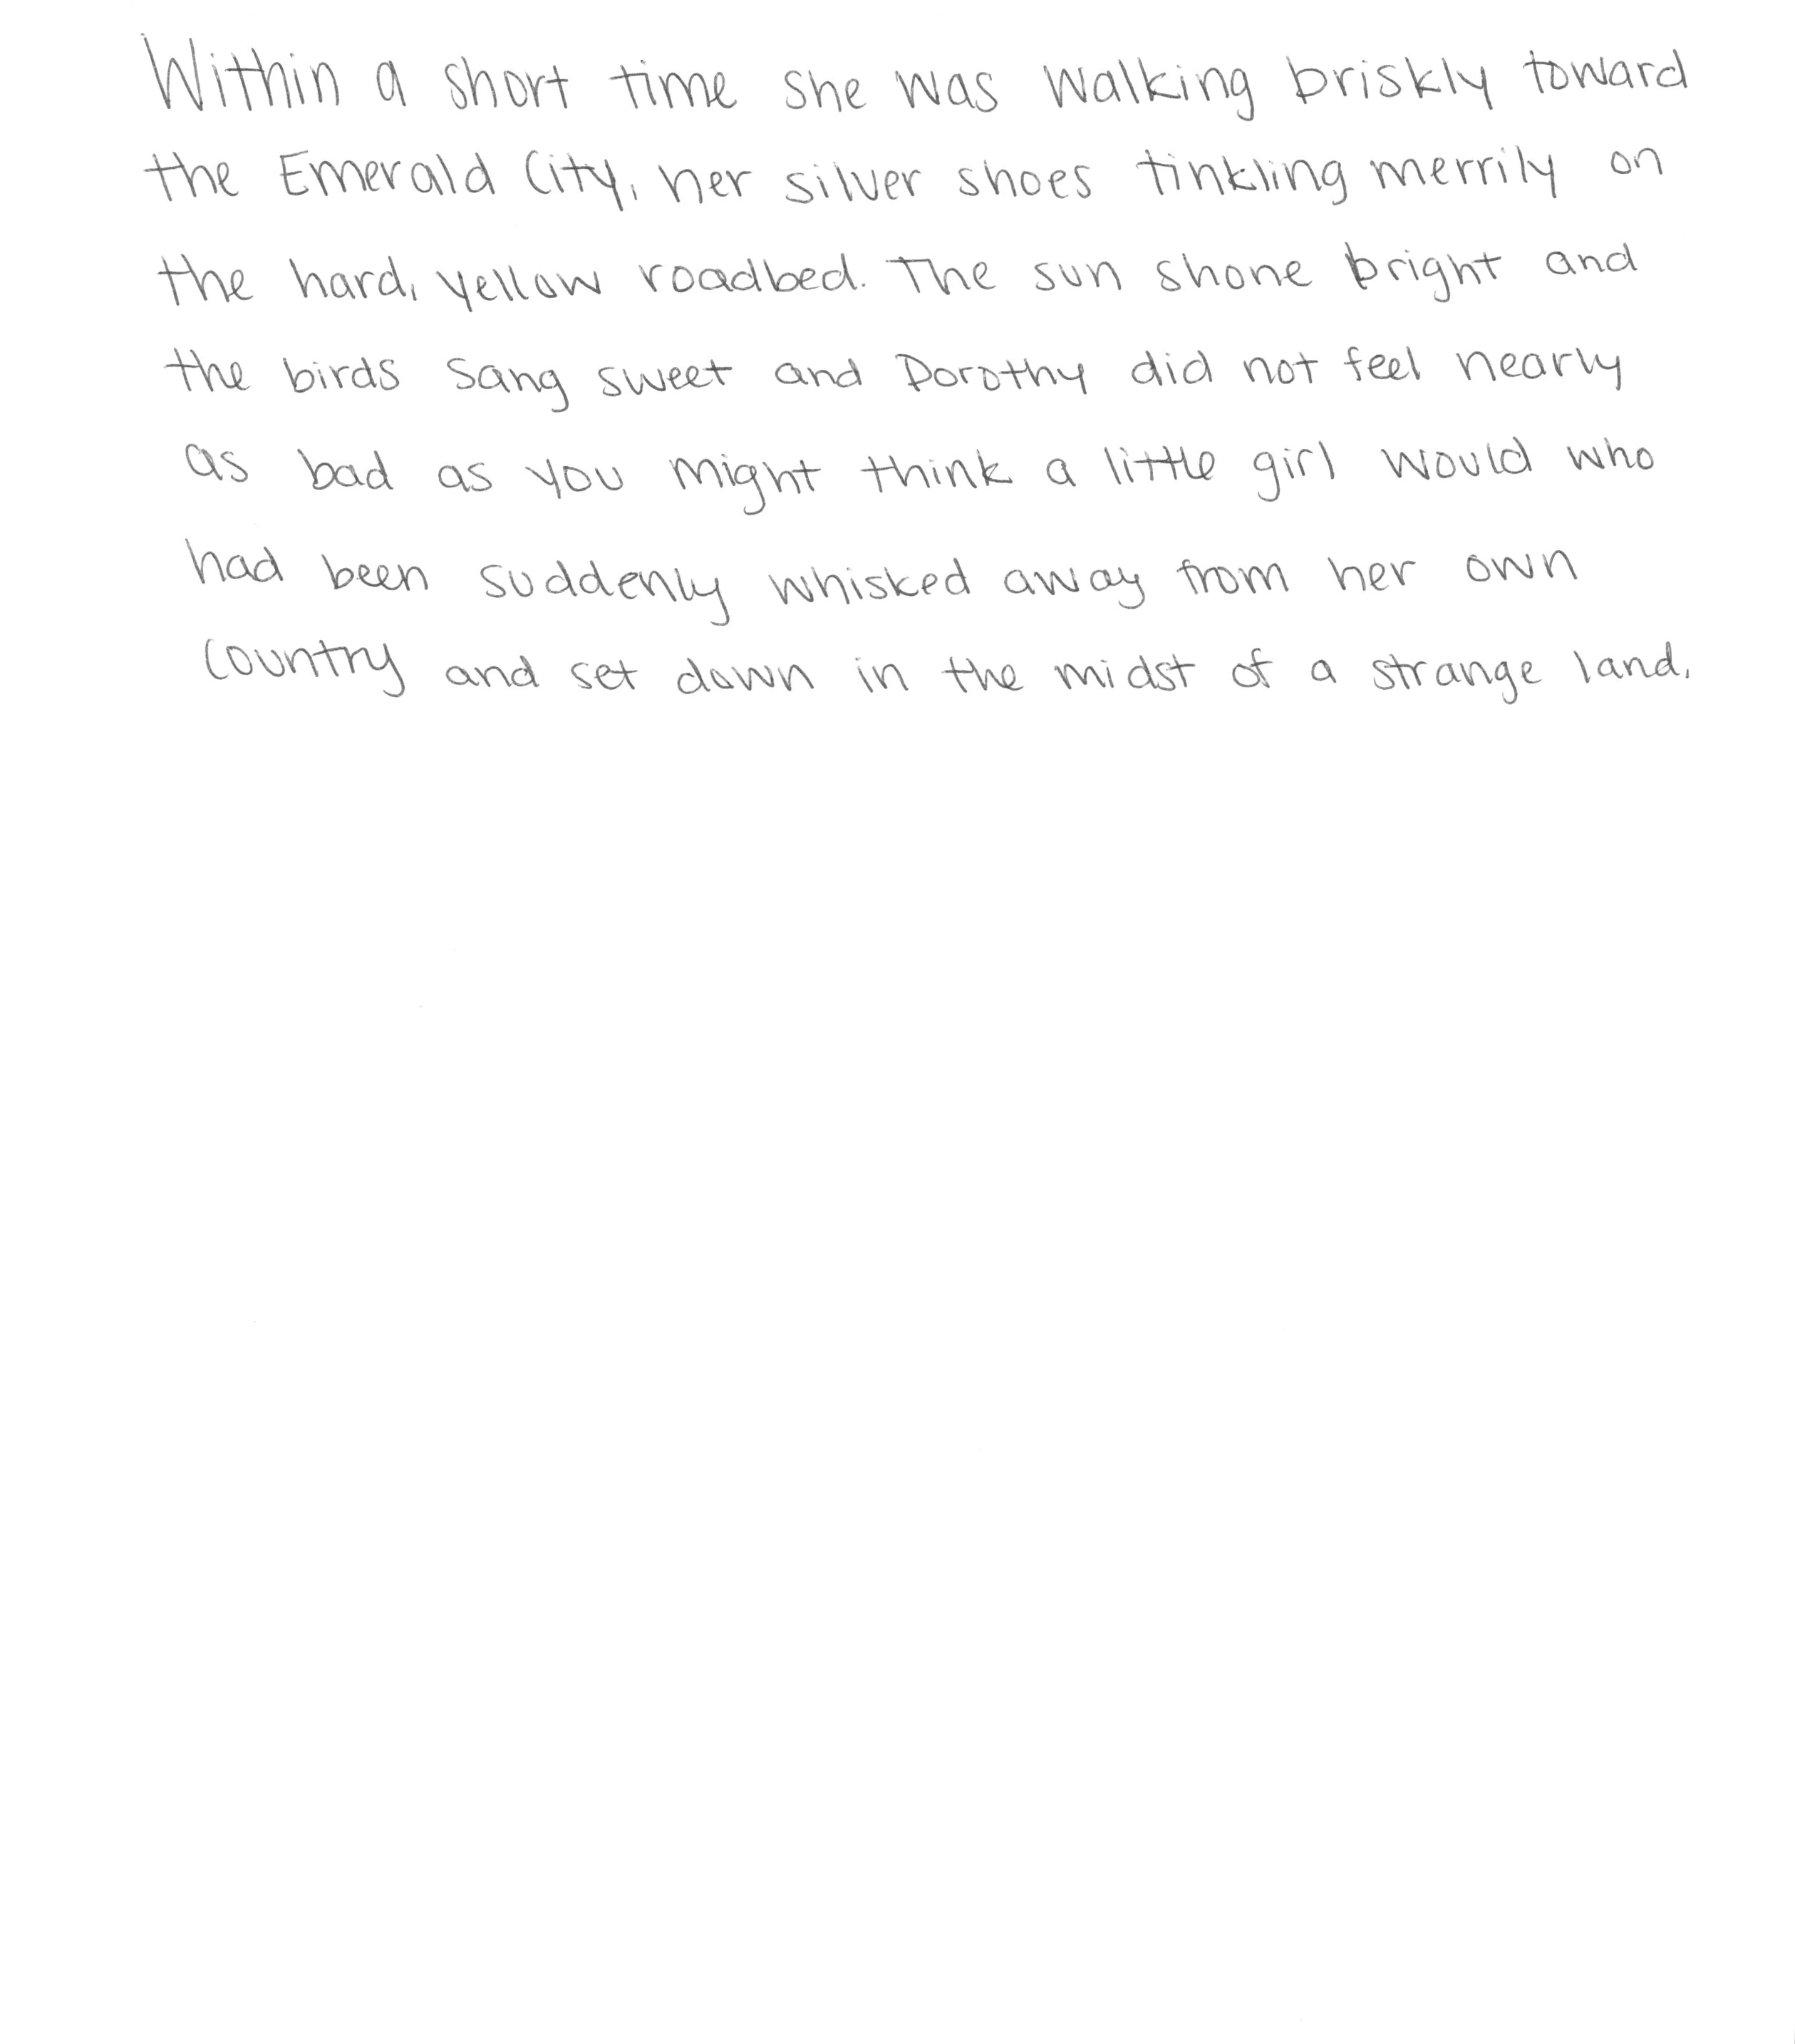 Within a short time she was walking briskly toward
the Emerald City, her silver shoes tinkling merrily on
the hard, yellow roadbed. The sun shone bright and
the birds sang sweet and Dorothy did not feel nearly
as bad as you might think a little girl would who
had been suddenly whisked away from her own
country and set down in the midst of a strange land.